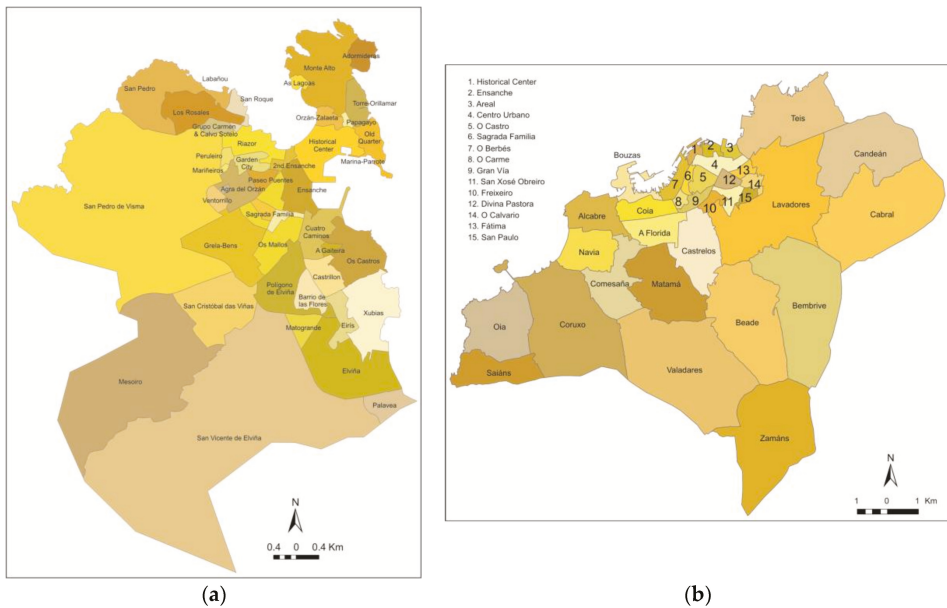 Adormideras
Monte Alto
As Lagoas
Labañou
San Pedro
San Roque
Torre-Orillamar
Los Rosales
Orzán-Zalaeta
Papagayo
Grupo Carmen
& Calvo Sotelo
Riazor
Historical
Center
Old
Quarter
Peruleiro
Garden
City
2nd Ensanche
Marina-Parrote
Mariñeiros
Paseo Puentes
Agra del Orzán
Ensanche
Ventorrillo
San Pedro de Visma
Sagrada Familia
Cuatro
Caminos
Grela-Bens
Os Mallos
A Gaiteira
Os Castros
Castrillon
Polígono
de Elviña
Barrio de
las Flores
San Cristóbal das Viñas
Xubias
Matogrande
Eirís
Elviña
Mesoiro
Palavea
San Vicente de Elviña
N
0.4 0 0.4 Km
(a)
1. Historical Center
2. Ensanche
3. Areal
4. Centro Urbano
5. O Castro
6. Sagrada Familia
7. O Berbés
8. O Carme
9. Gran Vía
11. San Xosé Obreiro
10. Freixeiro
12. Divina Pastora
14. O Calvario
13. Fátima
15. San Paulo
Teis
Candeán
Bouzas
1 2 3
4
13
6 5 12
7 14
8 9 11 15
10
Lavadores
Cabral
Alcabre
Coia
A Florida
Navia
Castrelos
Comesaña
Matamá
Bembrive
Oia
Coruxo
Beade
Saiáns
Valadares
Zamáns
N
1 0 1 Km
(b)